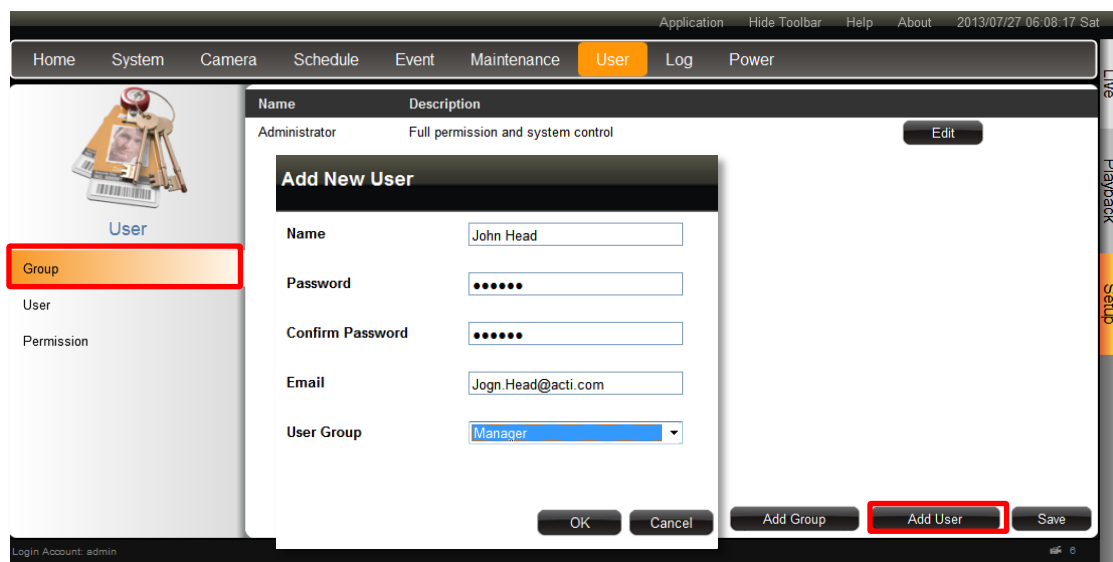 Application Hide Toolbar Help About 2013/07/27 06:08:17 Sat
Home System Camera Schedule Event Maintenance User Log Power
Live
Playback
Setup
User
Group
User
Permission
Name Description
Administrator Full permission and system control Edit
Add New User
Name John Head
Password ●●●●●●
Confirm Password ●●●●●●
Email Jogn.Head@acti.com
User Group Manager
OK Cancel
Add Group Add User Save
Login Account: admin 6